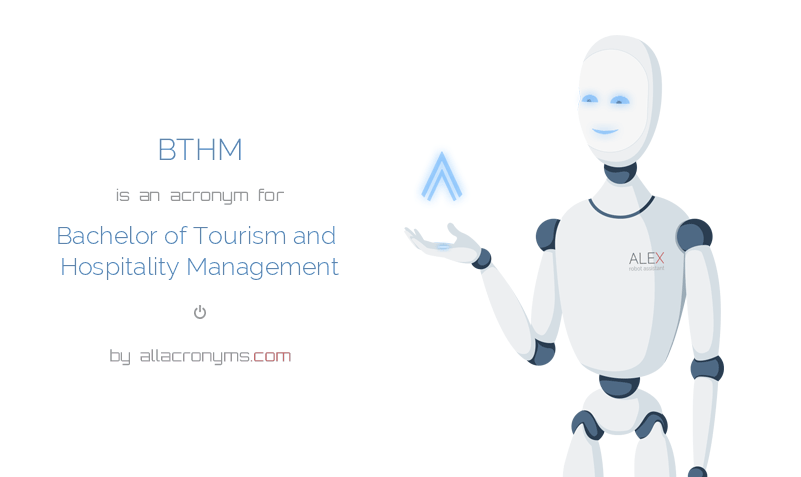 BTHM
is an acronym for
Bachelor of Tourism and
Hospitality Management
by allacronyms.com
ALEX
robot assistant